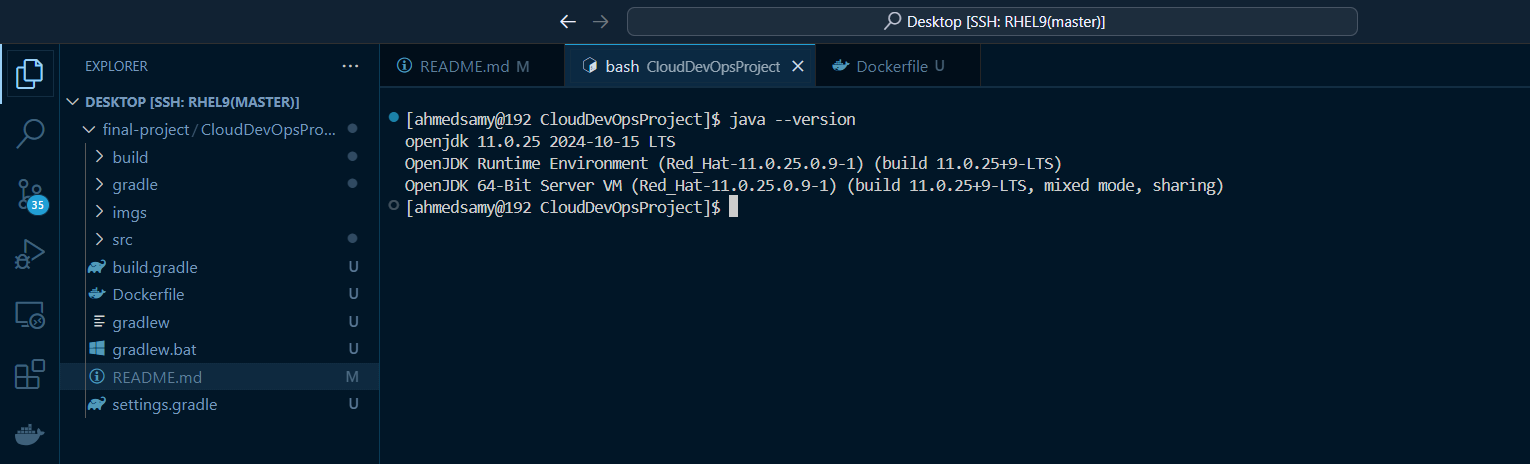 Desktop [SSH: RHEL9(master)]
EXPLORER
README.md M
bash CloudDevOpsProject
Dockerfile U
DESKTOP [SSH: RHEL9(MASTER)]
final-project / CloudDevOpsPro...
build
gradle
imgs
src
build.gradle U
Dockerfile U
gradlew U
gradlew.bat U
README.md M
settings.gradle U
35
[ahmedsamy@192 CloudDevOpsProject]$ java --version
openjdk 11.0.25 2024-10-15 LTS
OpenJDK Runtime Environment (Red_Hat-11.0.25.0.9-1) (build 11.0.25+9-LTS)
OpenJDK 64-Bit Server VM (Red_Hat-11.0.25.0.9-1) (build 11.0.25+9-LTS, mixed mode, sharing)
[ahmedsamy@192 CloudDevOpsProject]$